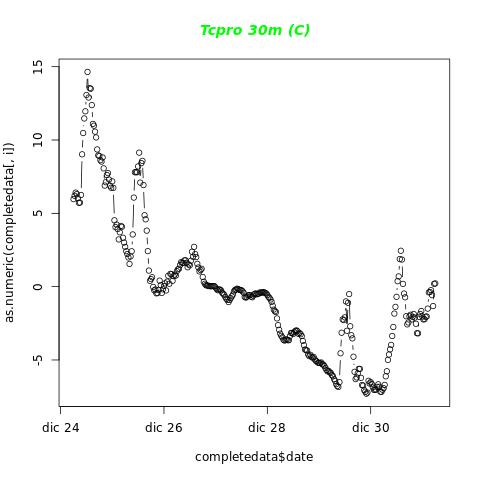 Tcpro 30m (C)
as.numeric(completedata[, i])
15
10
5
0
-5
dic 24
dic 26
dic 28
dic 30
completedata$date